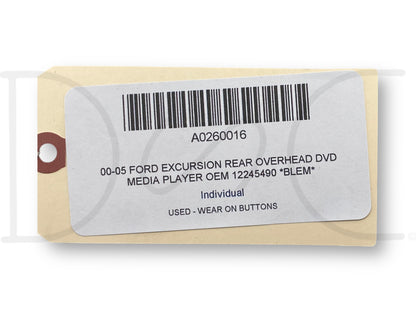 A0260016
00-05 FORD EXCURSION REAR OVERHEAD DVD
MEDIA PLAYER OEM 12245490 *BLEM*
Individual
USED - WEAR ON BUTTONS